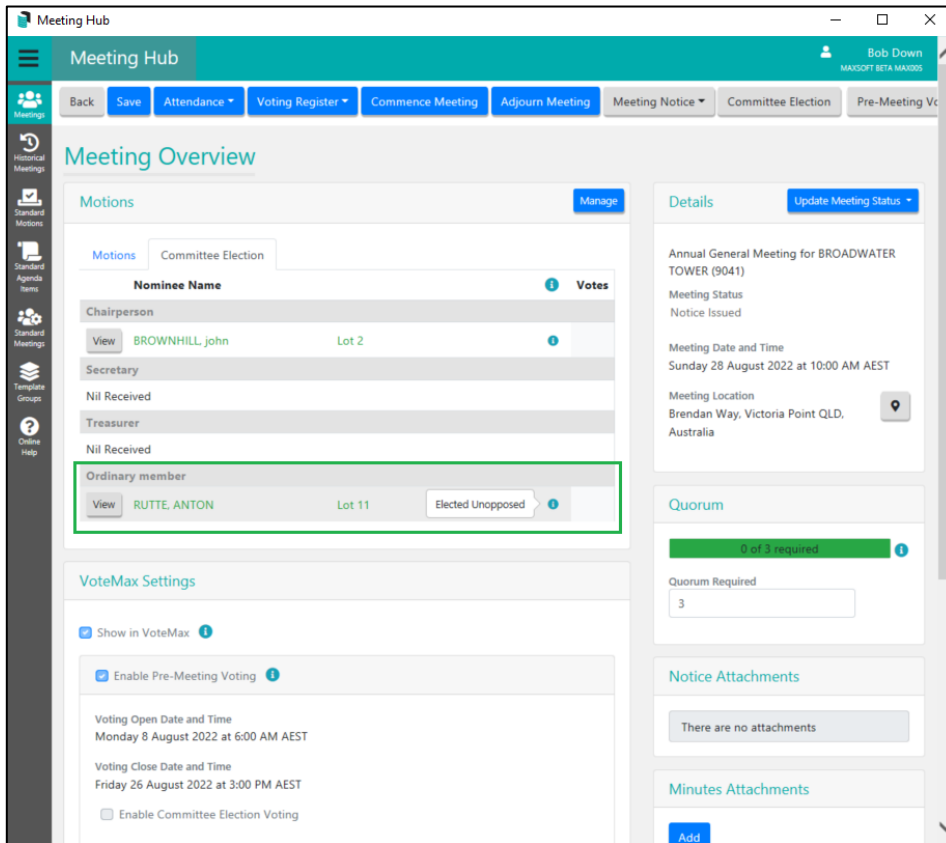 Meeting Hub
Meeting Hub
Bob Down
MAXSOFT BETA MAX005
Meetings
Historical
Meetings
Standard
Motions
Standard
Agenda
Items
Standard
Meetings
Template
Groups
Online
Help
Back Save Attendance Voting Register Commence Meeting Adjourn Meeting Meeting Notice Committee Election Pre-Meeting Vo
Meeting Overview
Motions Manage
Motions Committee Election
Nominee Name Votes
Chairperson
View BROWNHILL, john Lot 2
Secretary
Nil Received
Treasurer
Nil Received
Ordinary member
View RUTTE, ANTON Lot 11 Elected Unopposed
VoteMax Settings
Show in VoteMax
Enable Pre-Meeting Voting
Voting Open Date and Time
Monday 8 August 2022 at 6:00 AM AEST
Voting Close Date and Time
Friday 26 August 2022 at 3:00 PM AEST
Enable Committee Election Voting
Details Update Meeting Status
Annual General Meeting for BROADWATER
TOWER (9041)
Meeting Status
Notice Issued
Meeting Date and Time
Sunday 28 August 2022 at 10:00 AM AEST
Meeting Location
Brendan Way, Victoria Point QLD,
Australia
Quorum
0 of 3 required
Quorum Required
3
Notice Attachments
There are no attachments
Minutes Attachments
Add